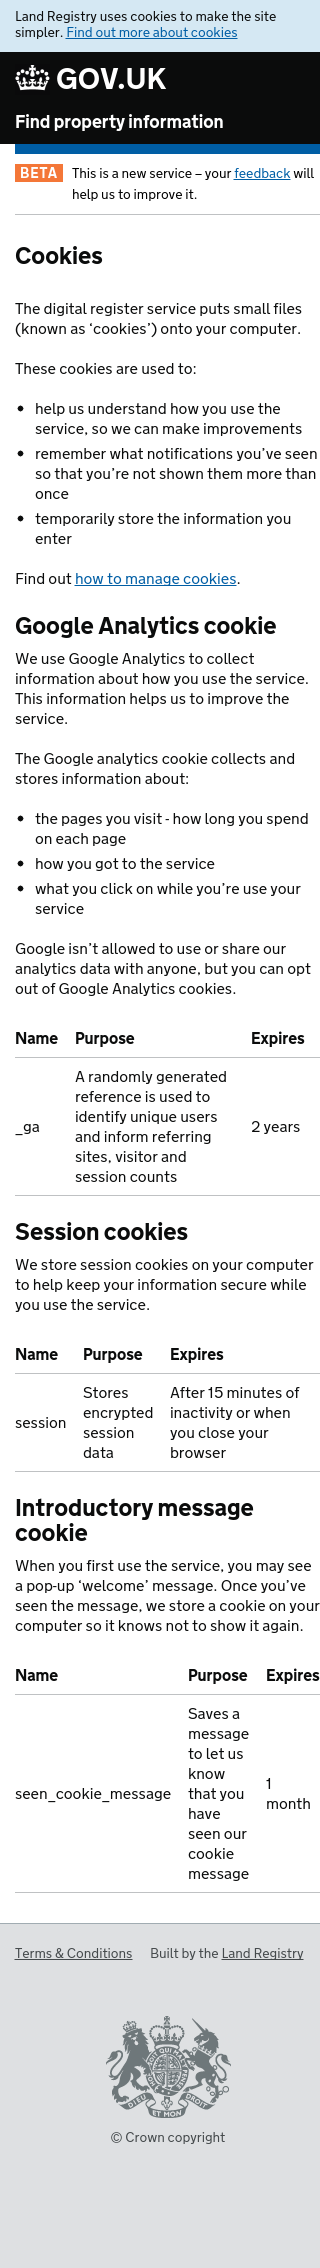 Land Registry uses cookies to make the site
simpler. Find out more about cookies
GOV.UK
Find property information
BETA
This is a new service – your feedback will
help us to improve it.
Cookies
The digital register service puts small files
(known as ‘cookies’) onto your computer.
These cookies are used to:
• help us understand how you use the
service, so we can make improvements
• remember what notifications you’ve seen
so that you’re not shown them more than
once
• temporarily store the information you
enter
Find out how to manage cookies.
Google Analytics cookie
We use Google Analytics to collect
information about how you use the service.
This information helps us to improve the
service.
The Google analytics cookie collects and
stores information about:
• the pages you visit - how long you spend
on each page
• how you got to the service
• what you click on while you’re use your
service
Google isn’t allowed to use or share our
analytics data with anyone, but you can opt
out of Google Analytics cookies.
Name Purpose Expires
A randomly generated
reference is used to
identify unique users
_ga and inform referring 2 years
sites, visitor and
session counts
Session cookies
We store session cookies on your computer
to help keep your information secure while
you use the service.
Name Purpose Expires
Stores After 15 minutes of
session encrypted inactivity or when
session you close your
data browser
Introductory message
cookie
When you first use the service, you may see
a pop-up ‘welcome’ message. Once you’ve
seen the message, we store a cookie on your
computer so it knows not to show it again.
Name Purpose Expires
seen_cookie_message
Saves a
message
to let us
know
that you
have
seen our
cookie
message
1
month
Terms & Conditions Built by the Land Registry
DIEU ET MON
© Crown copyright